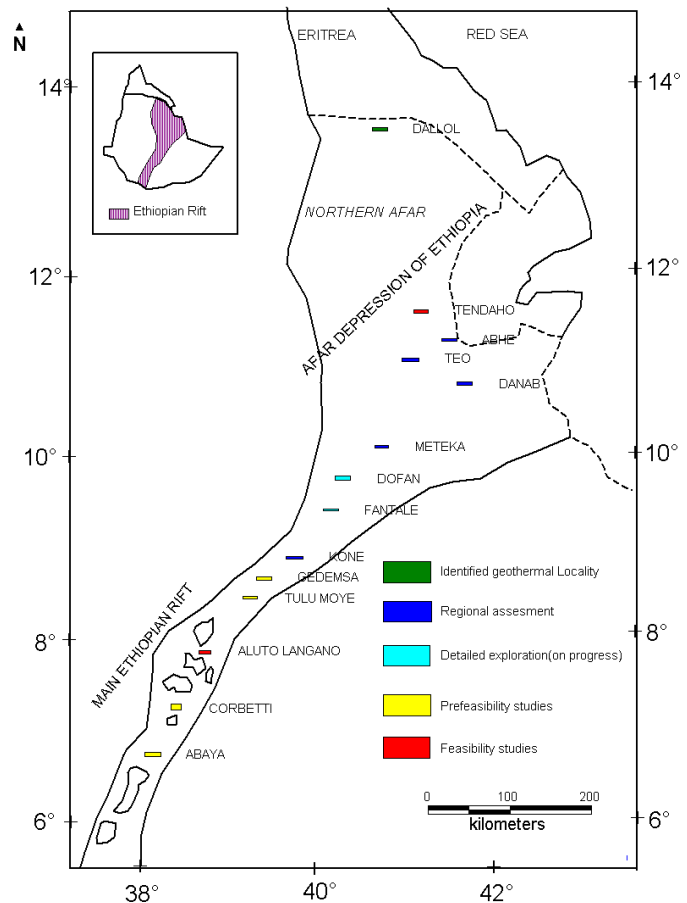 ▲
N
ERITREA
RED SEA
14°
14°
DALLOL
Ethiopian Rift
NORTHERN AFAR
AFAR DEPRESSION OF ETHIOPIA
12°
12°
TENDAHO
ABHE
TEO
DANAB
METEKA
10°
10°
DOFAN
FANTALE
KONE
GEDEMSA
TULU MOYE
MAIN ETHIOPIAN RIFT
ALUTO LANGANO
CORBETTI
ABAYA
8°
8°
Identified geothermal Locality
Regional assesment
Detailed exploration(on progress)
Prefeasibility studies
Feasibility studies
0 100 200
kilometers
6°
6°
38° 40° 42°